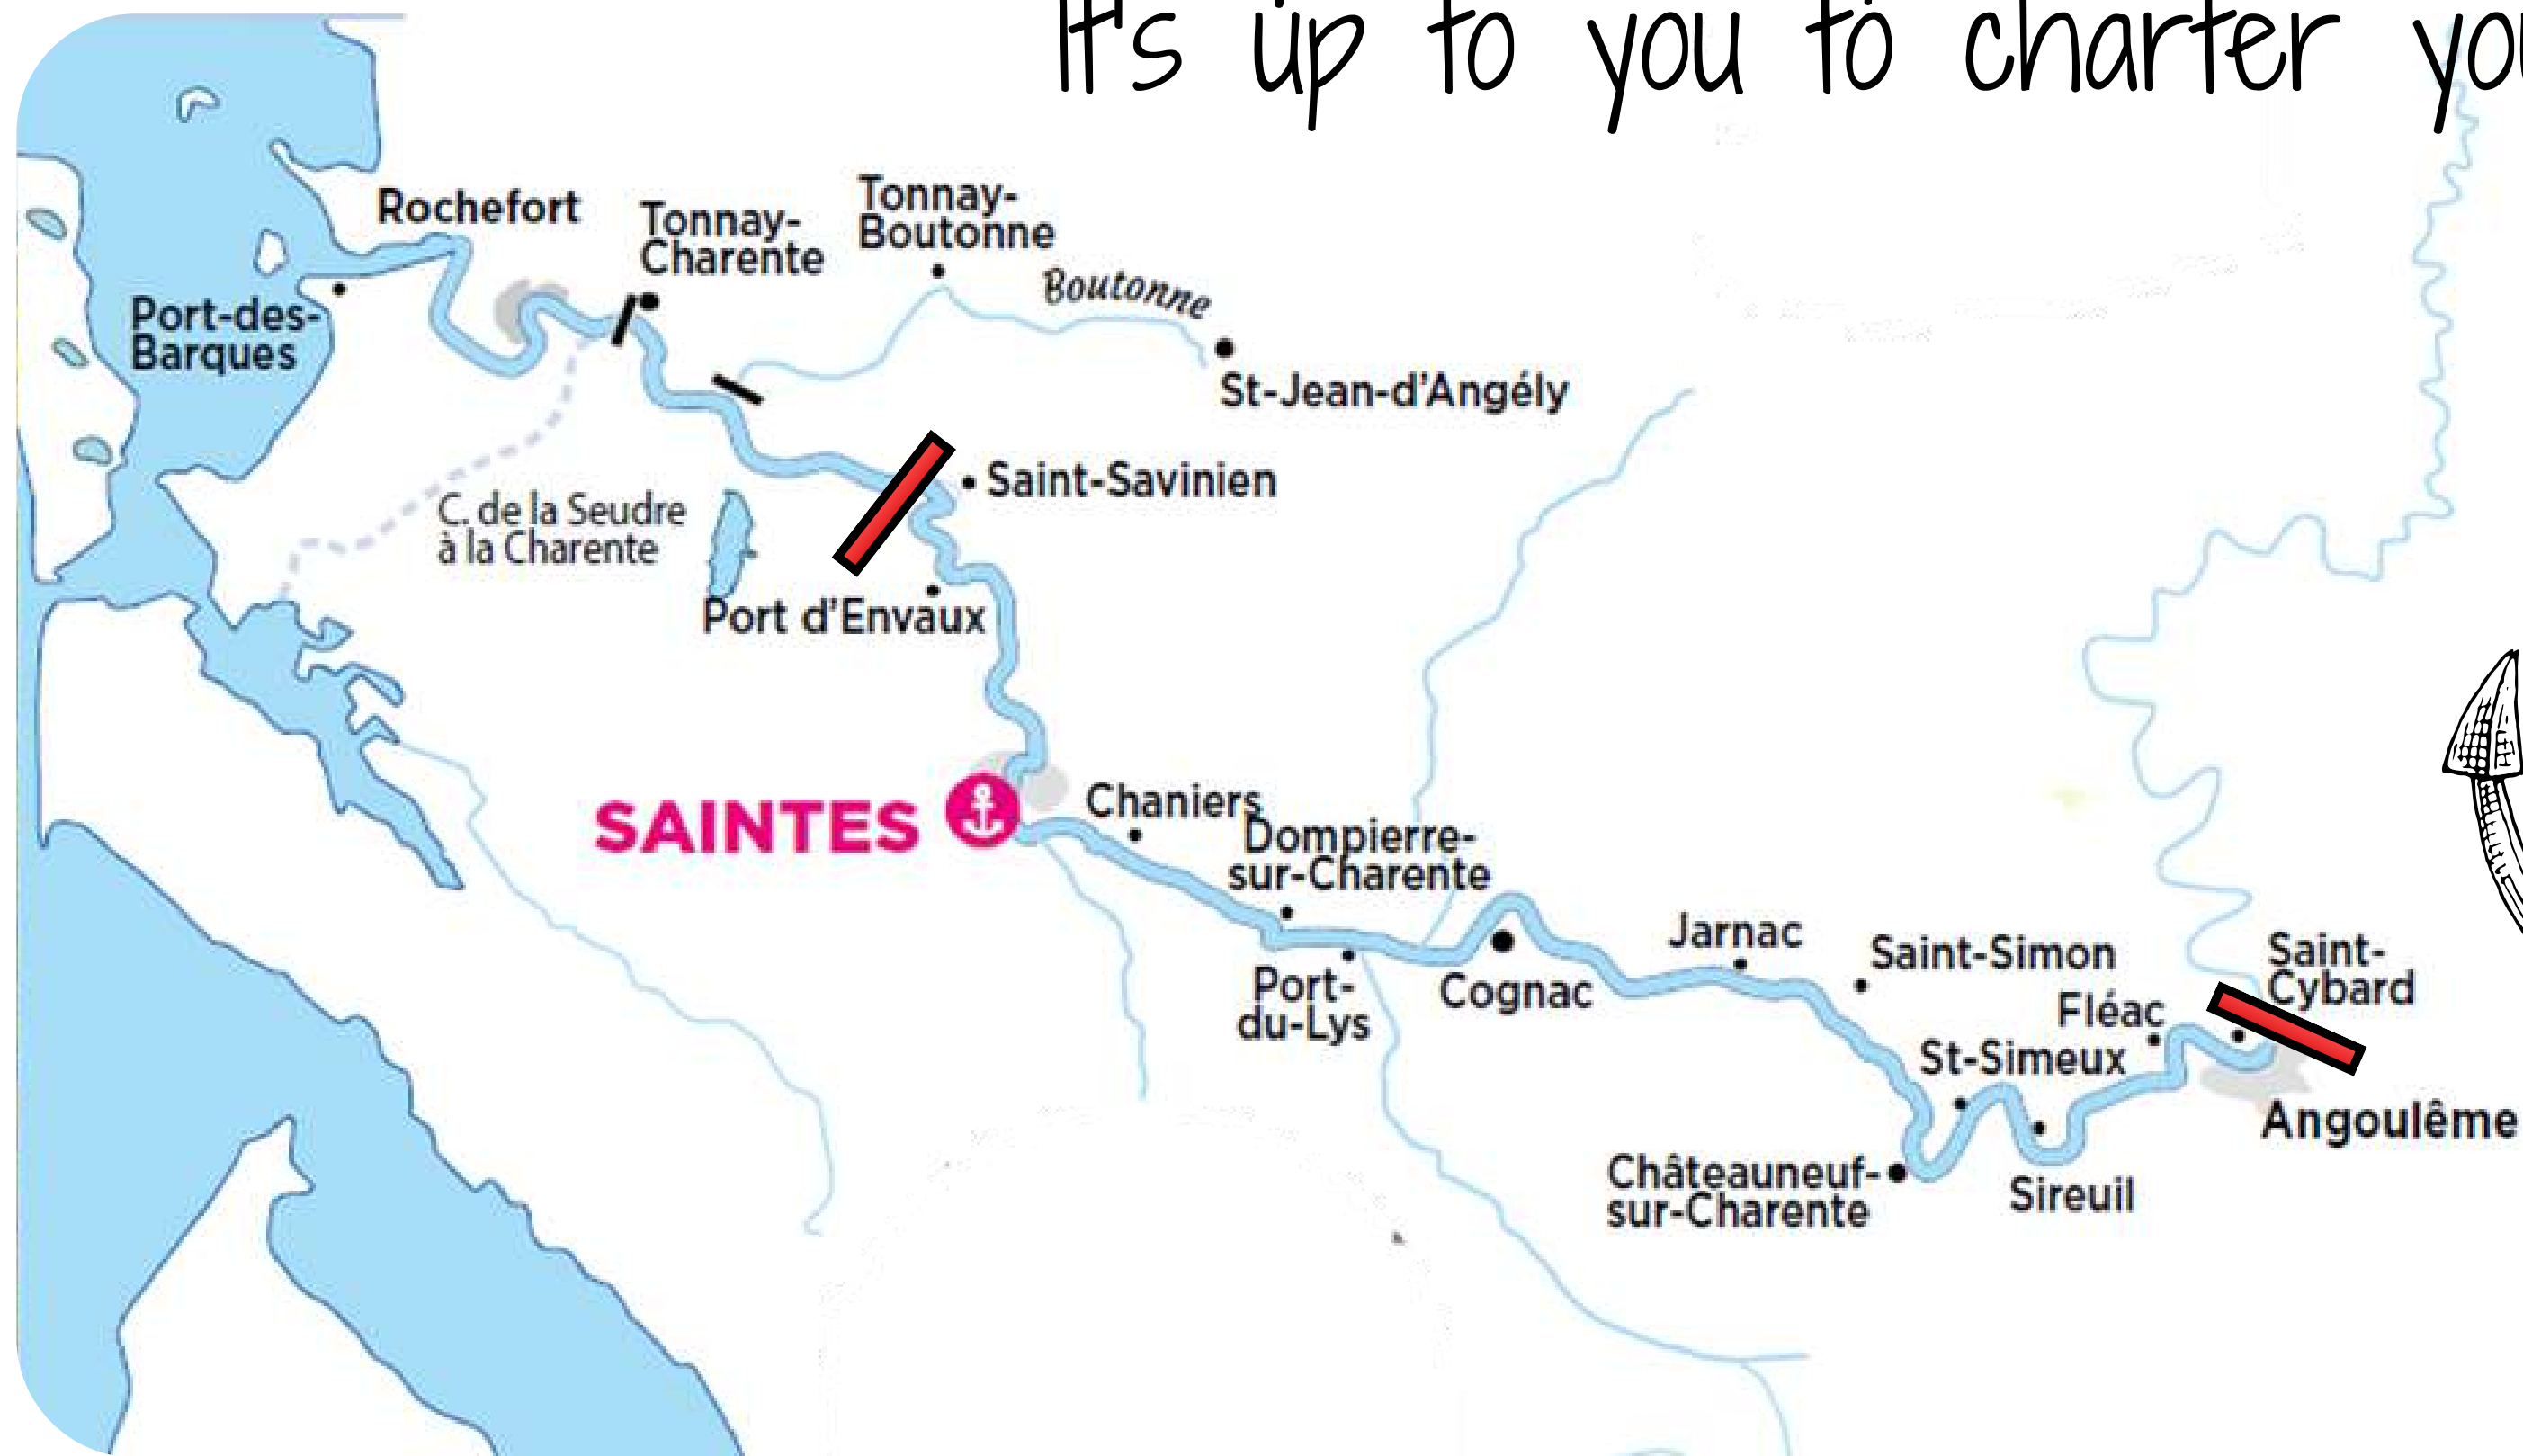 It's up to you to charter
Rochefort
Tonnay-
Charente
Tonnay-
Boutonne
Boutonne
Port-des-
Barques
St-Jean-d'Angély
Saint-Savinien
C. de la Seudre
à la Charente
Port d'Envaux
SAINTES
Chaniers
Dompierre-
sur-Charente
Port-
du-Lys
Cognac
Jarnac
Saint-Simon
Saint-
Cybard
Fléac
St-Simeux
Angoulême
Châteauneuf-
sur-Charente
Sireuil